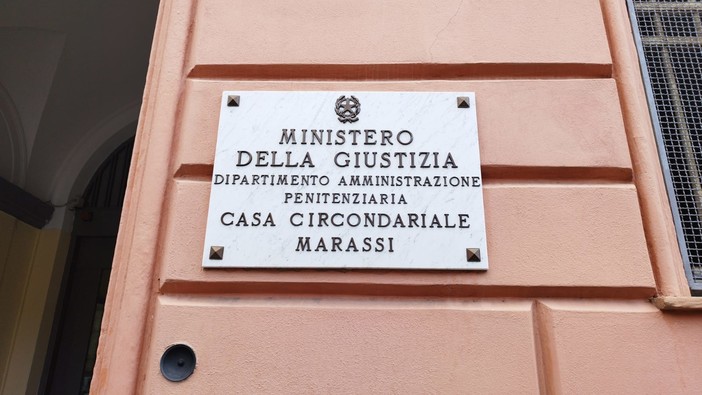 MINISTERO
DELLA GIUSTIZIA
DIPARTIMENTO AMMINISTRAZIONE
PENITENZIARIA
CASA CIRCONDARIALE
MARASSI